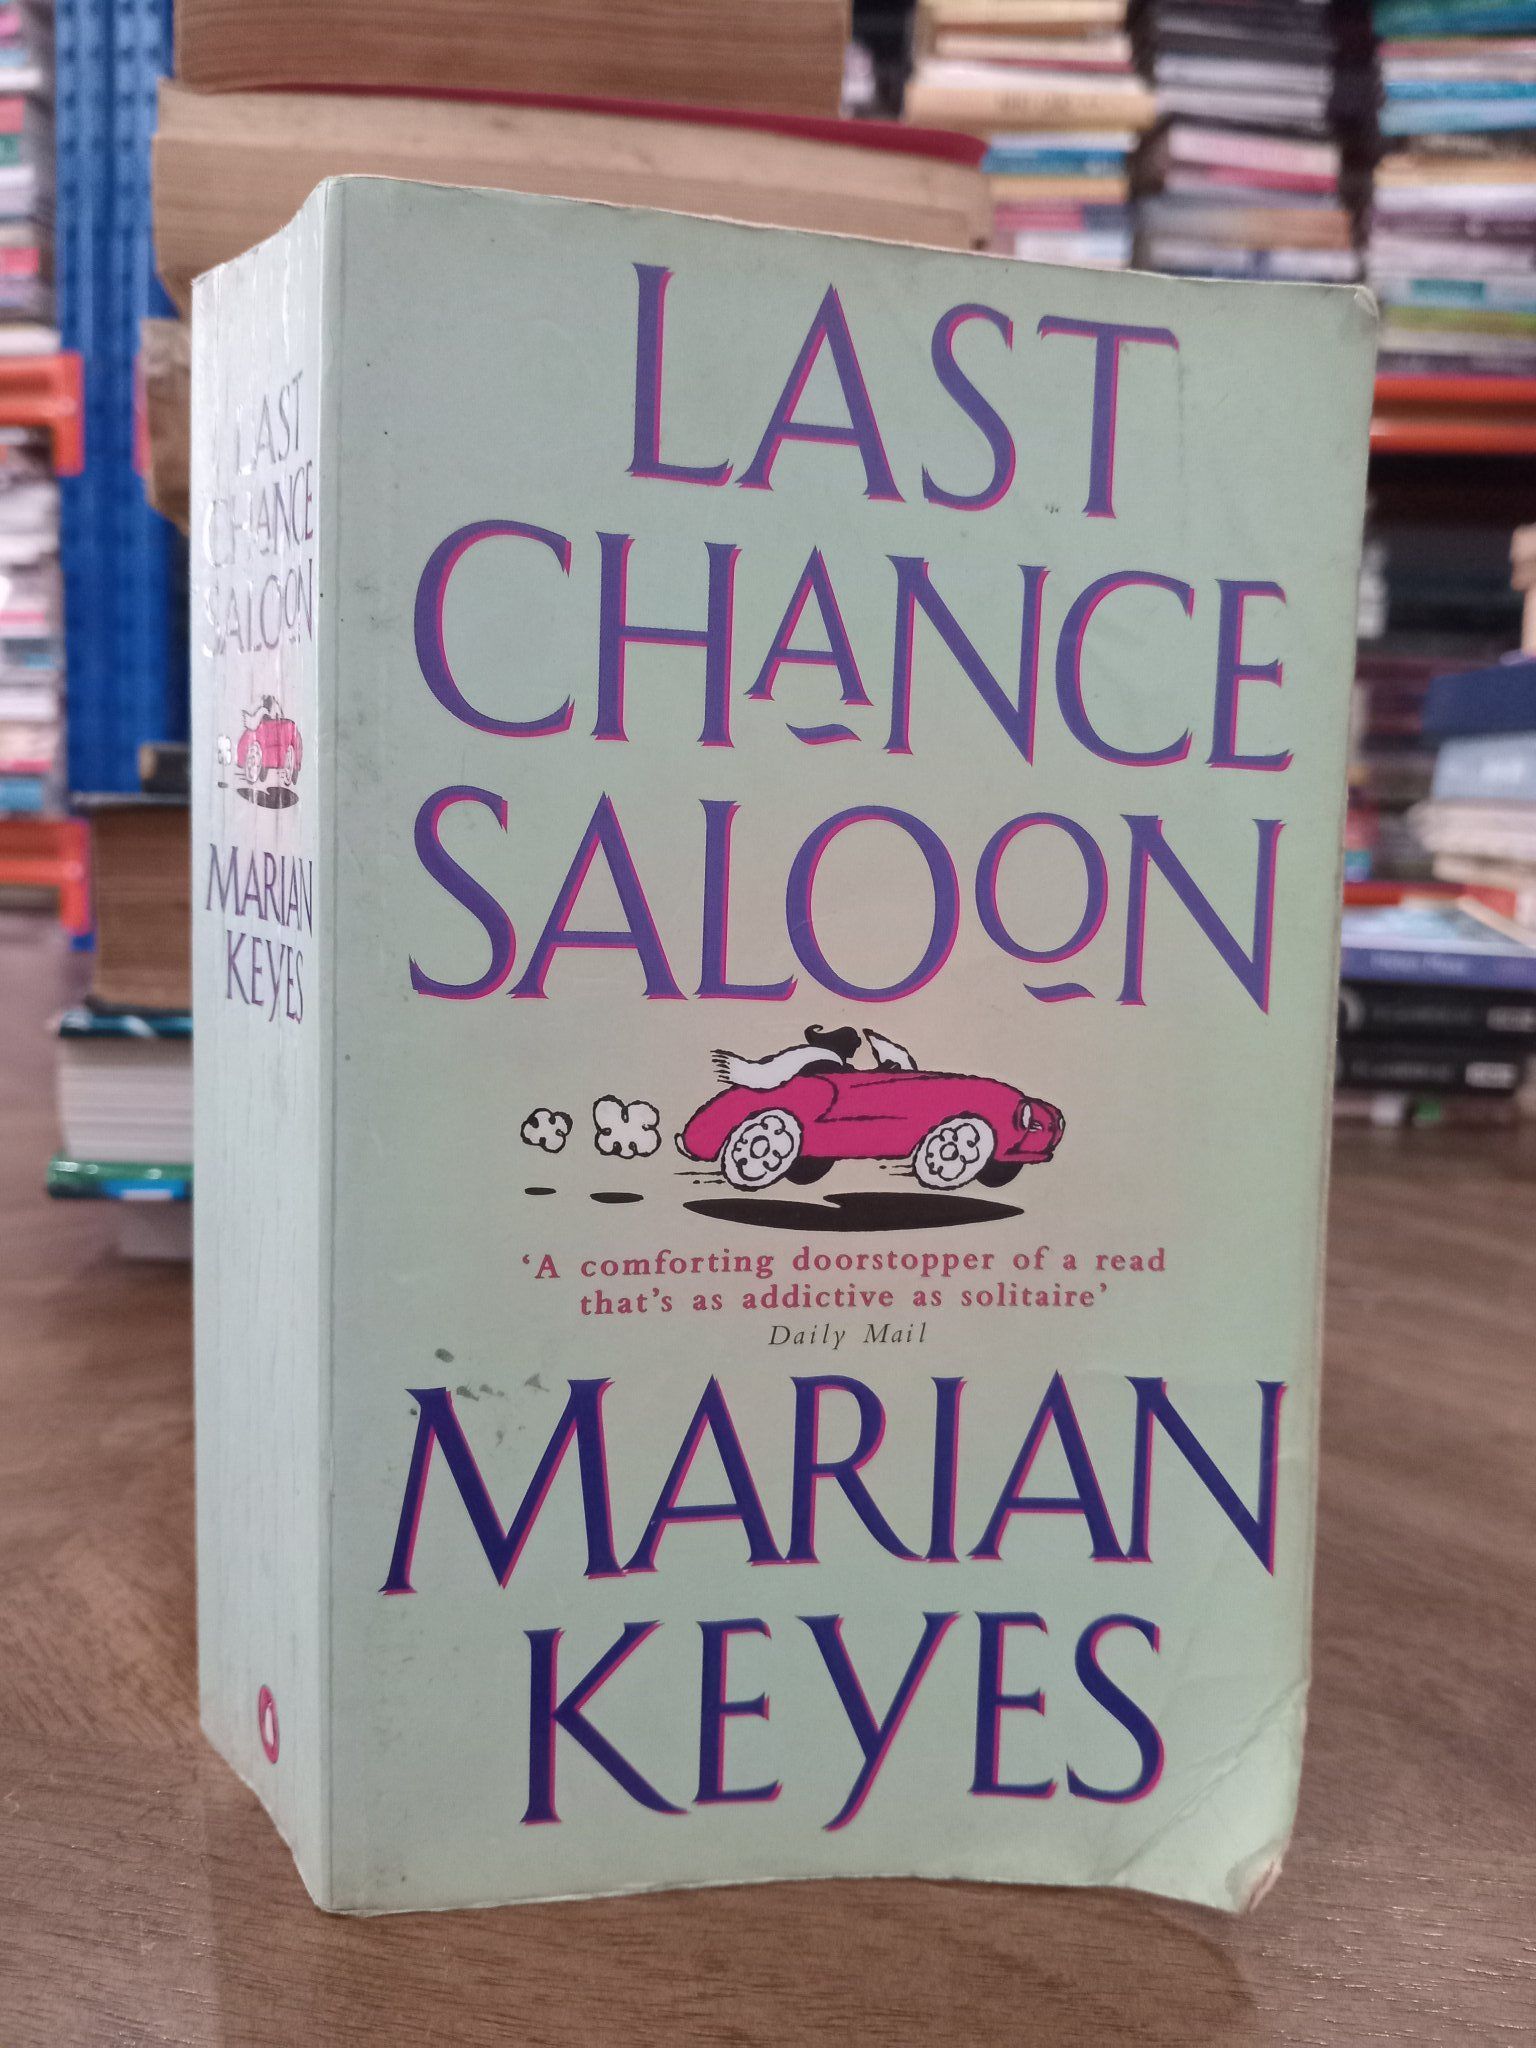 LAST
CHANCE
SALOON
MARIAN
KEYES
LAST
CHANCE
SALOON
'A comforting doorstopper of a read
that's as addictive as solitaire'
Daily Mail
MARIAN
KEYES